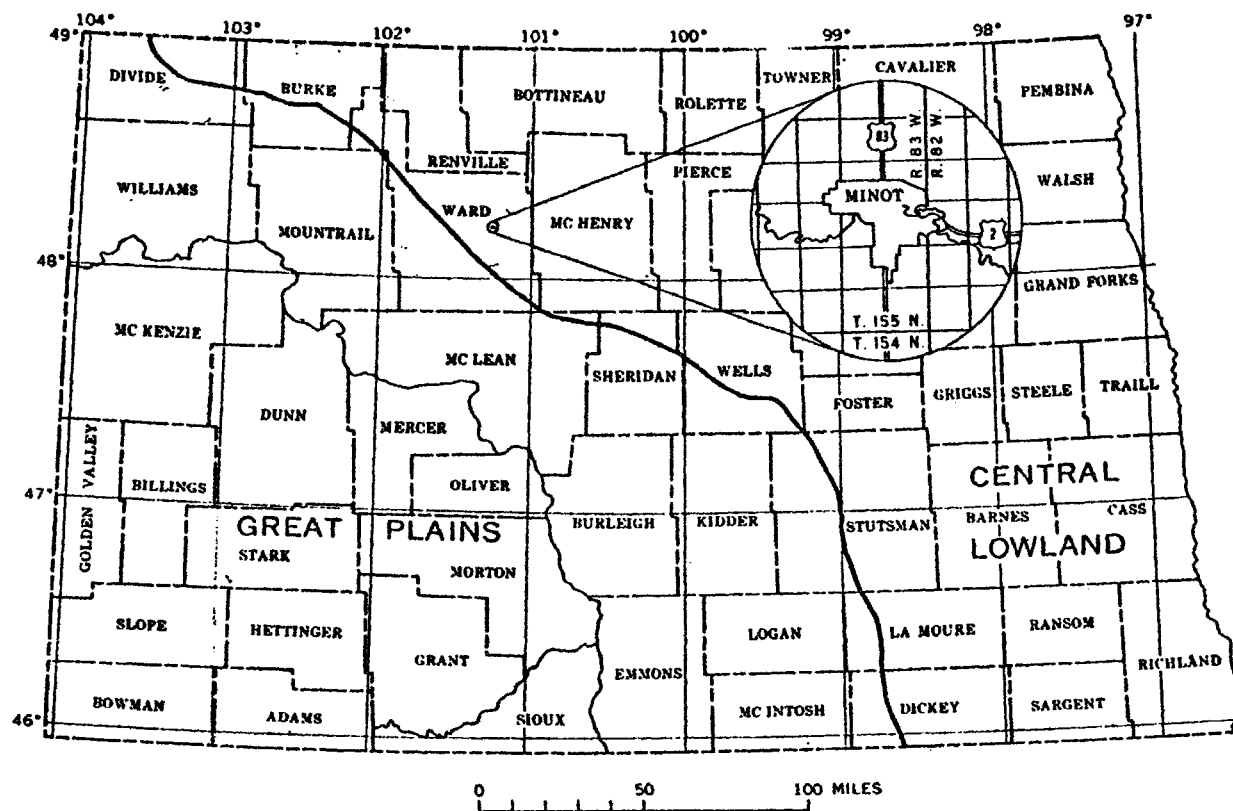 104° 103° 102° 101° 100° 99° 98° 97°
49°
DIVIDE
BURKE
BOTTINEAU
ROLETTE
TOWNER
CAVALIER
PEMBINA
RENVILLE
PIERCE
WALSH
WILLIAMS
MOUNTRAIL
WARD
MC HENRY
83
R. 83 W.
R. 82 W.
MINOT
2
T. 155 N.
T. 154 N.
48°
GRAND FORKS
MC KENZIE
MC LEAN
SHERIDAN
WELLS
FOSTER
GRIGGS
STEELE
TRAILL
DUNN
MERCER
GOLDEN VALLEY
BILLINGS
OLIVER
47°
CENTRAL
LOWLAND
GREAT PLAINS
STARK
BURLEIGH
KIDDER
STUTSMAN
BARNES
CASS
MORTON
SLOPE
HETTINGER
GRANT
LOGAN
LA MOURE
RANSOM
RICHLAND
EMMONS
46°
BOWMAN
ADAMS
SIOUX
MC INTOSH
DICKEY
SARGENT
0 50 100 MILES